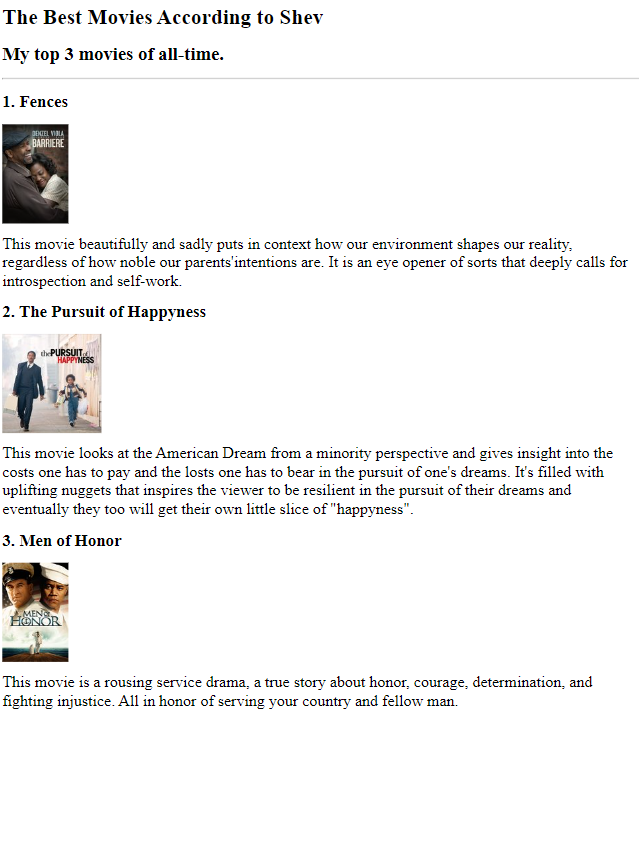 The Best Movies According to Shev
My top 3 movies of all-time.
1. Fences
DENZEL VIOLA
BARRIERE
This movie beautifully and sadly puts in context how our environment shapes our reality,
regardless of how noble our parents'intentions are. It is an eye opener of sorts that deeply calls for
introspection and self-work.
2. The Pursuit of Happyness
the PURSUIT of
HAPPYNESS
This movie looks at the American Dream from a minority perspective and gives insight into the
costs one has to pay and the losts one has to bear in the pursuit of one's dreams. It's filled with
uplifting nuggets that inspires the viewer to be resilient in the pursuit of their dreams and
eventually they too will get their own little slice of "happyness".
3. Men of Honor
MEN of
HONOR
This movie is a rousing service drama, a true story about honor, courage, determination, and
fighting injustice. All in honor of serving your country and fellow man.